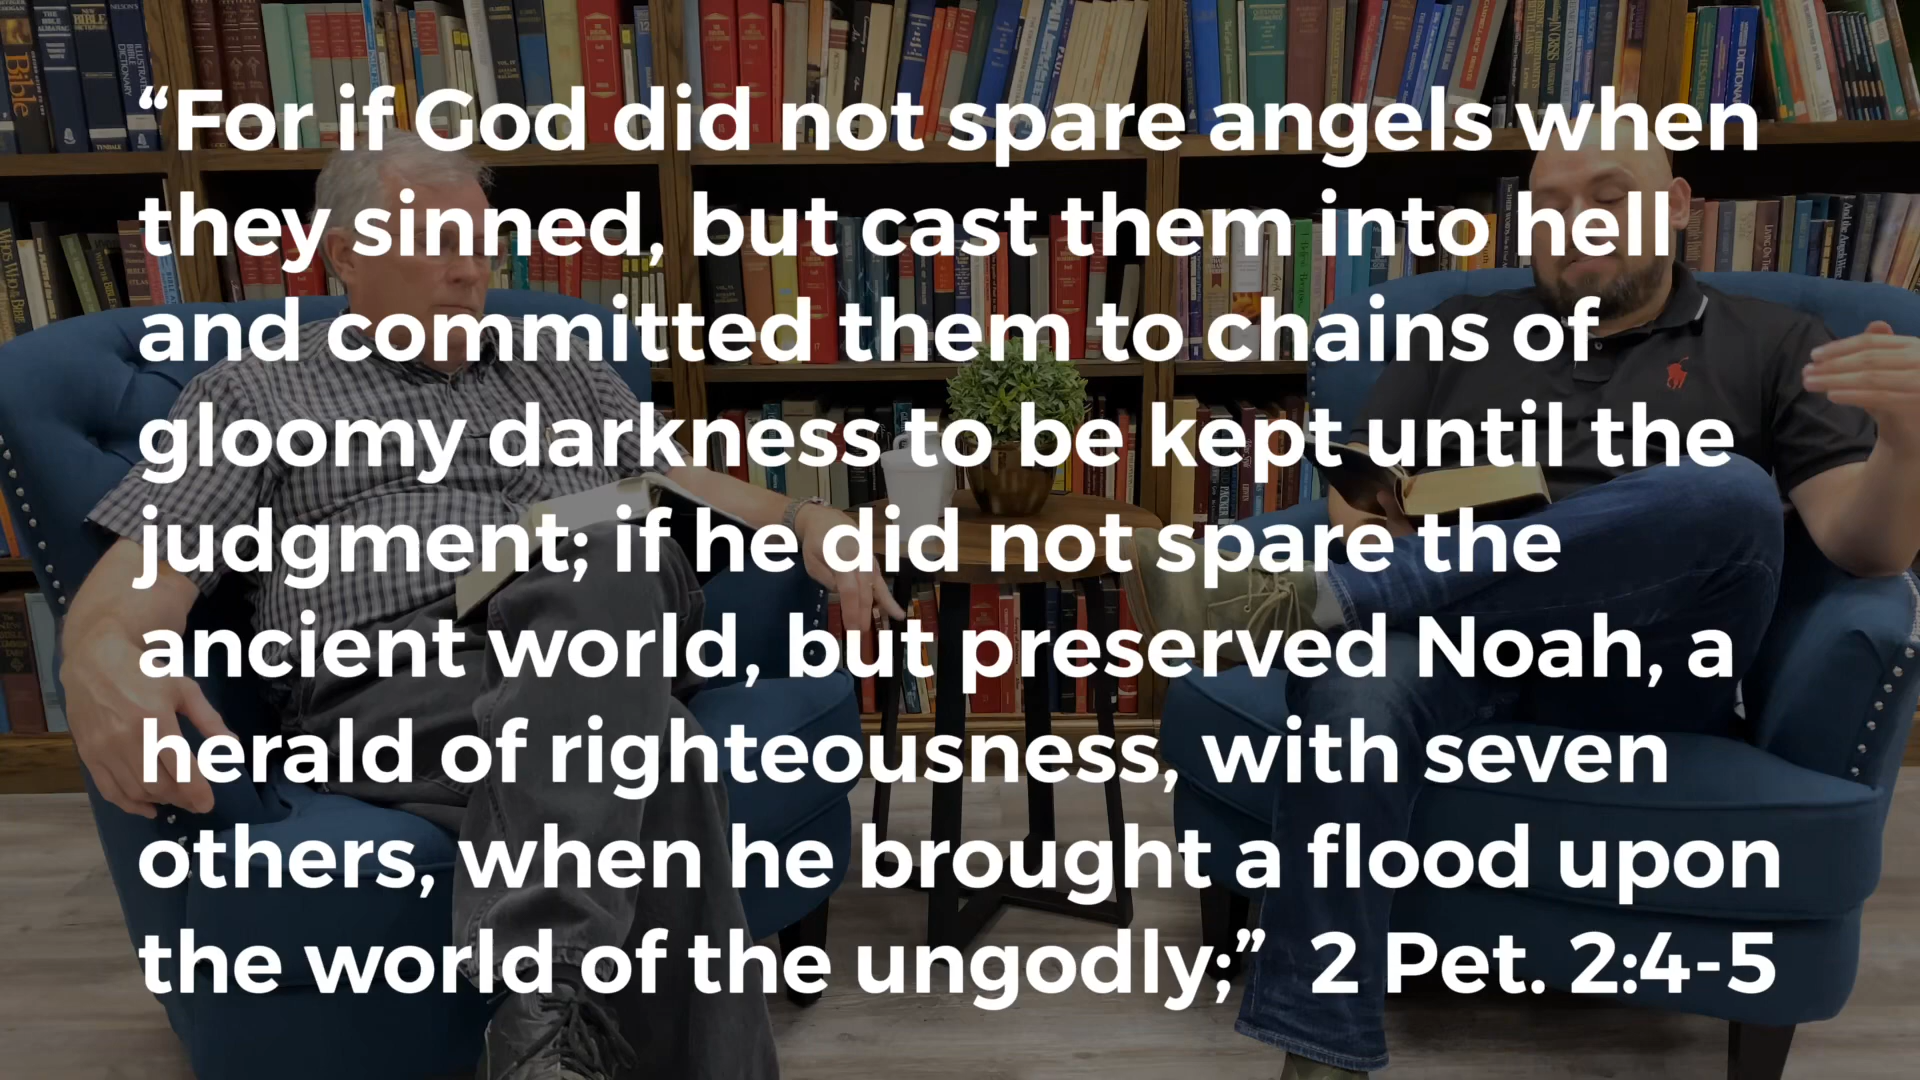 “For if God did not spare angels when
they sinned, but cast them into hell
and committed them to chains of
gloomy darkness to be kept until the
judgment; if he did not spare the
ancient world, but preserved Noah, a
herald of righteousness, with seven
others, when he brought a flood upon
the world of the ungodly;” 2 Pet. 2:4-5